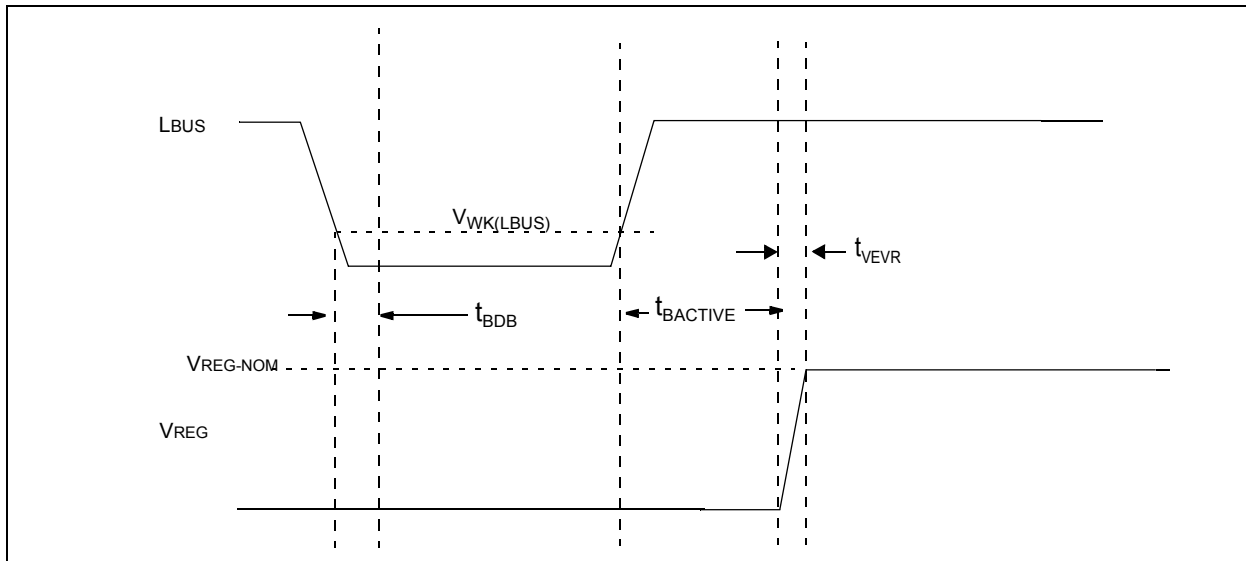 LBUS
VWK(LBUS)
tVEVR
tBDB
tBACTIVE
VREG-NOM
VREG